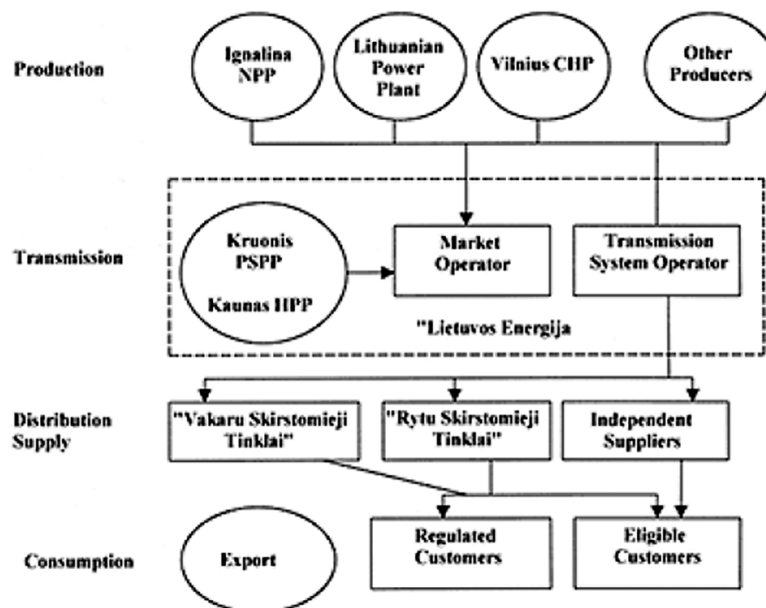 Production
Ignalina
NPP
Lithuanian
Power
Plant
Vilnius CHP
Other
Producers
Transmission
Kruonis
PSPP
Kaunas HPP
Market
Operator
Transmission
System Operator
"Lietuvos Energija
Distribution
Supply
"Vakaru Skirstomieji
Tinklai"
"Rytu Skirstomieji
Tinklai"
Independent
Suppliers
Consumption
Export
Regulated
Customers
Eligible
Customers